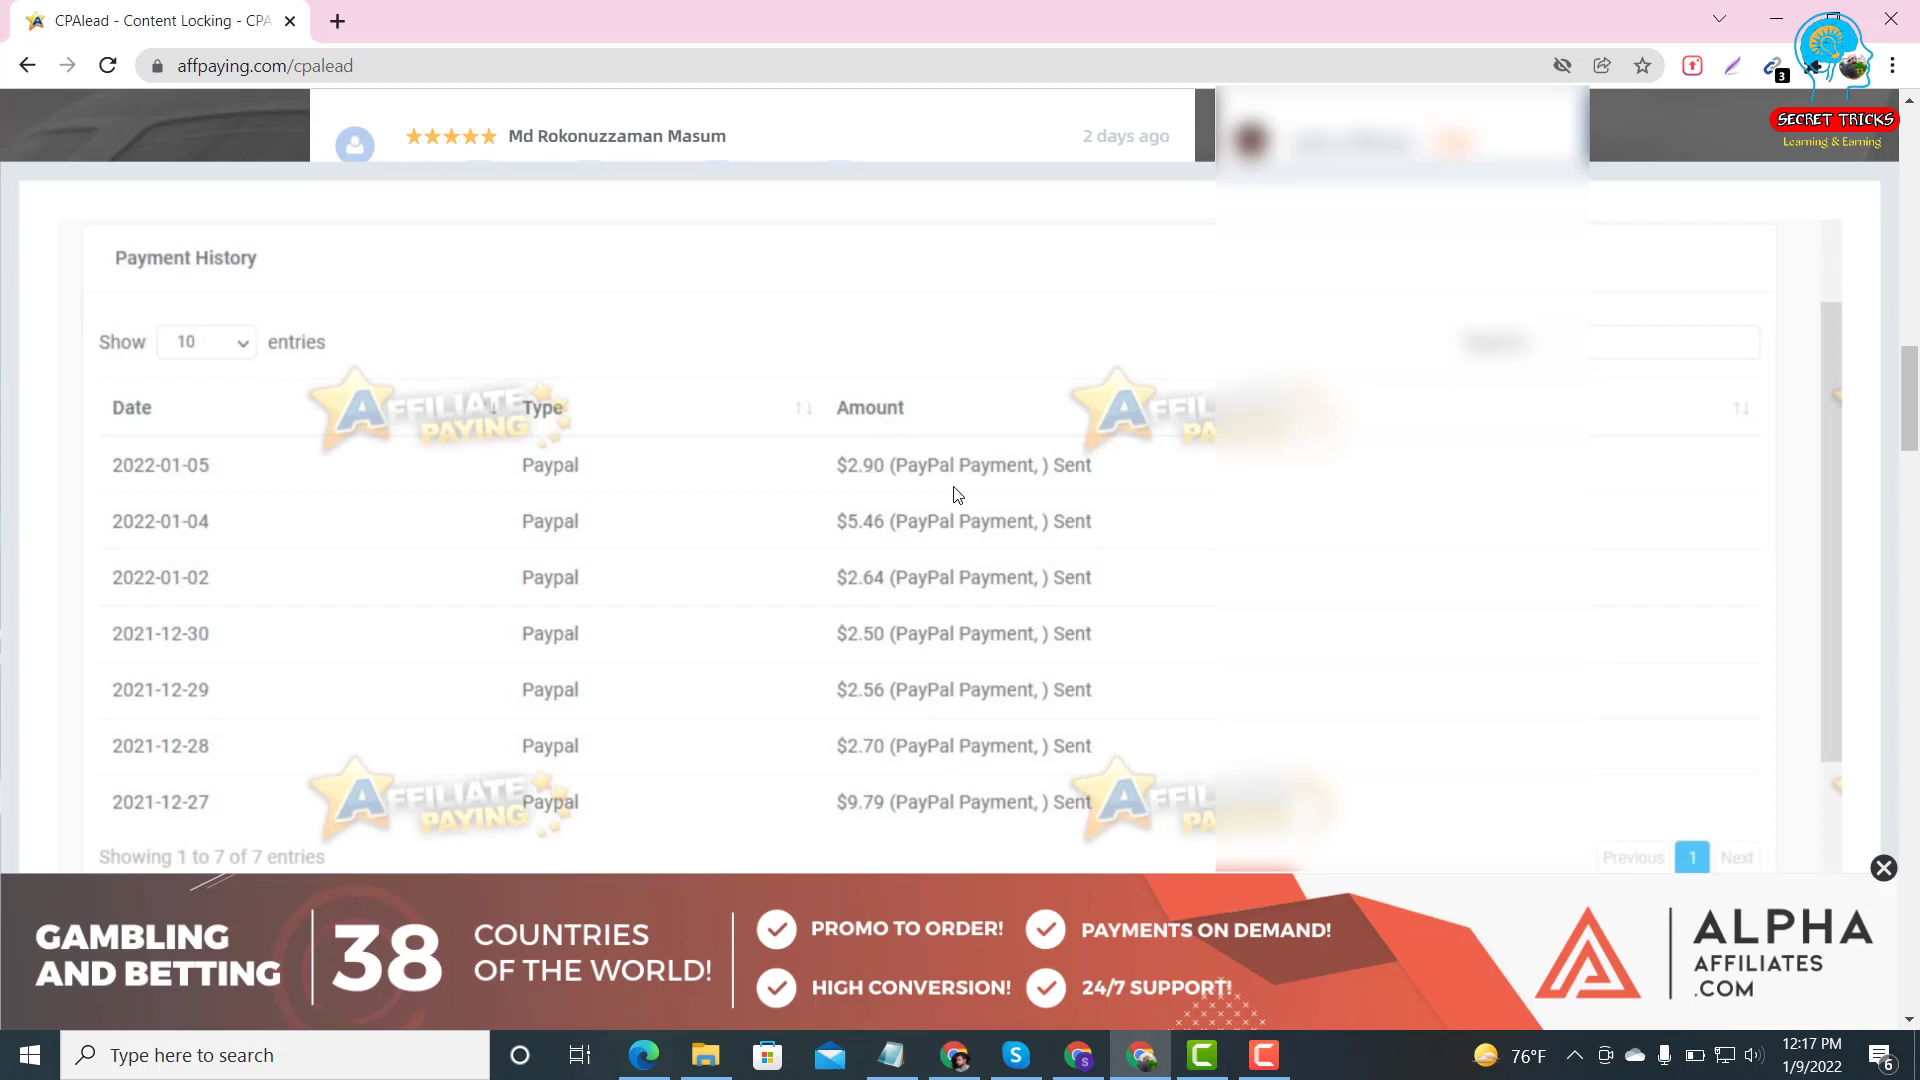 CPAlead - Content Locking - CPA
affpaying.com/cpalead
3
SECRET TRICKS
Learning & Earning
Md Rokonuzzaman Masum
2 days ago
Payment History
Show 10 entries
Date Type Amount
AFFILIATE PAYING
AFFILIATE PAYING
2022-01-05 Paypal $2.90 (PayPal Payment, ) Sent
2022-01-04 Paypal $5.46 (PayPal Payment, ) Sent
2022-01-02 Paypal $2.64 (PayPal Payment, ) Sent
2021-12-30 Paypal $2.50 (PayPal Payment, ) Sent
2021-12-29 Paypal $2.56 (PayPal Payment, ) Sent
2021-12-28 Paypal $2.70 (PayPal Payment, ) Sent
2021-12-27 Paypal $9.79 (PayPal Payment, ) Sent
Showing 1 to 7 of 7 entries
Previous 1 Next
GAMBLING
AND BETTING
38
COUNTRIES
OF THE WORLD!
PROMO TO ORDER!
PAYMENTS ON DEMAND!
HIGH CONVERSION!
24/7 SUPPORT!
ALPHA
AFFILIATES
.COM
Type here to search
76°F
12:17 PM
1/9/2022
6